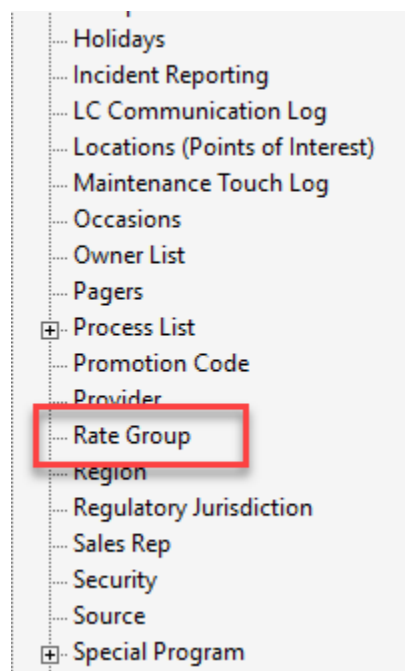 Holidays
Incident Reporting
LC Communication Log
Locations (Points of Interest)
Maintenance Touch Log
Occasions
Owner List
Pagers
Process List
Promotion Code
Provider
Rate Group
Region
Regulatory Jurisdiction
Sales Rep
Security
Source
Special Program